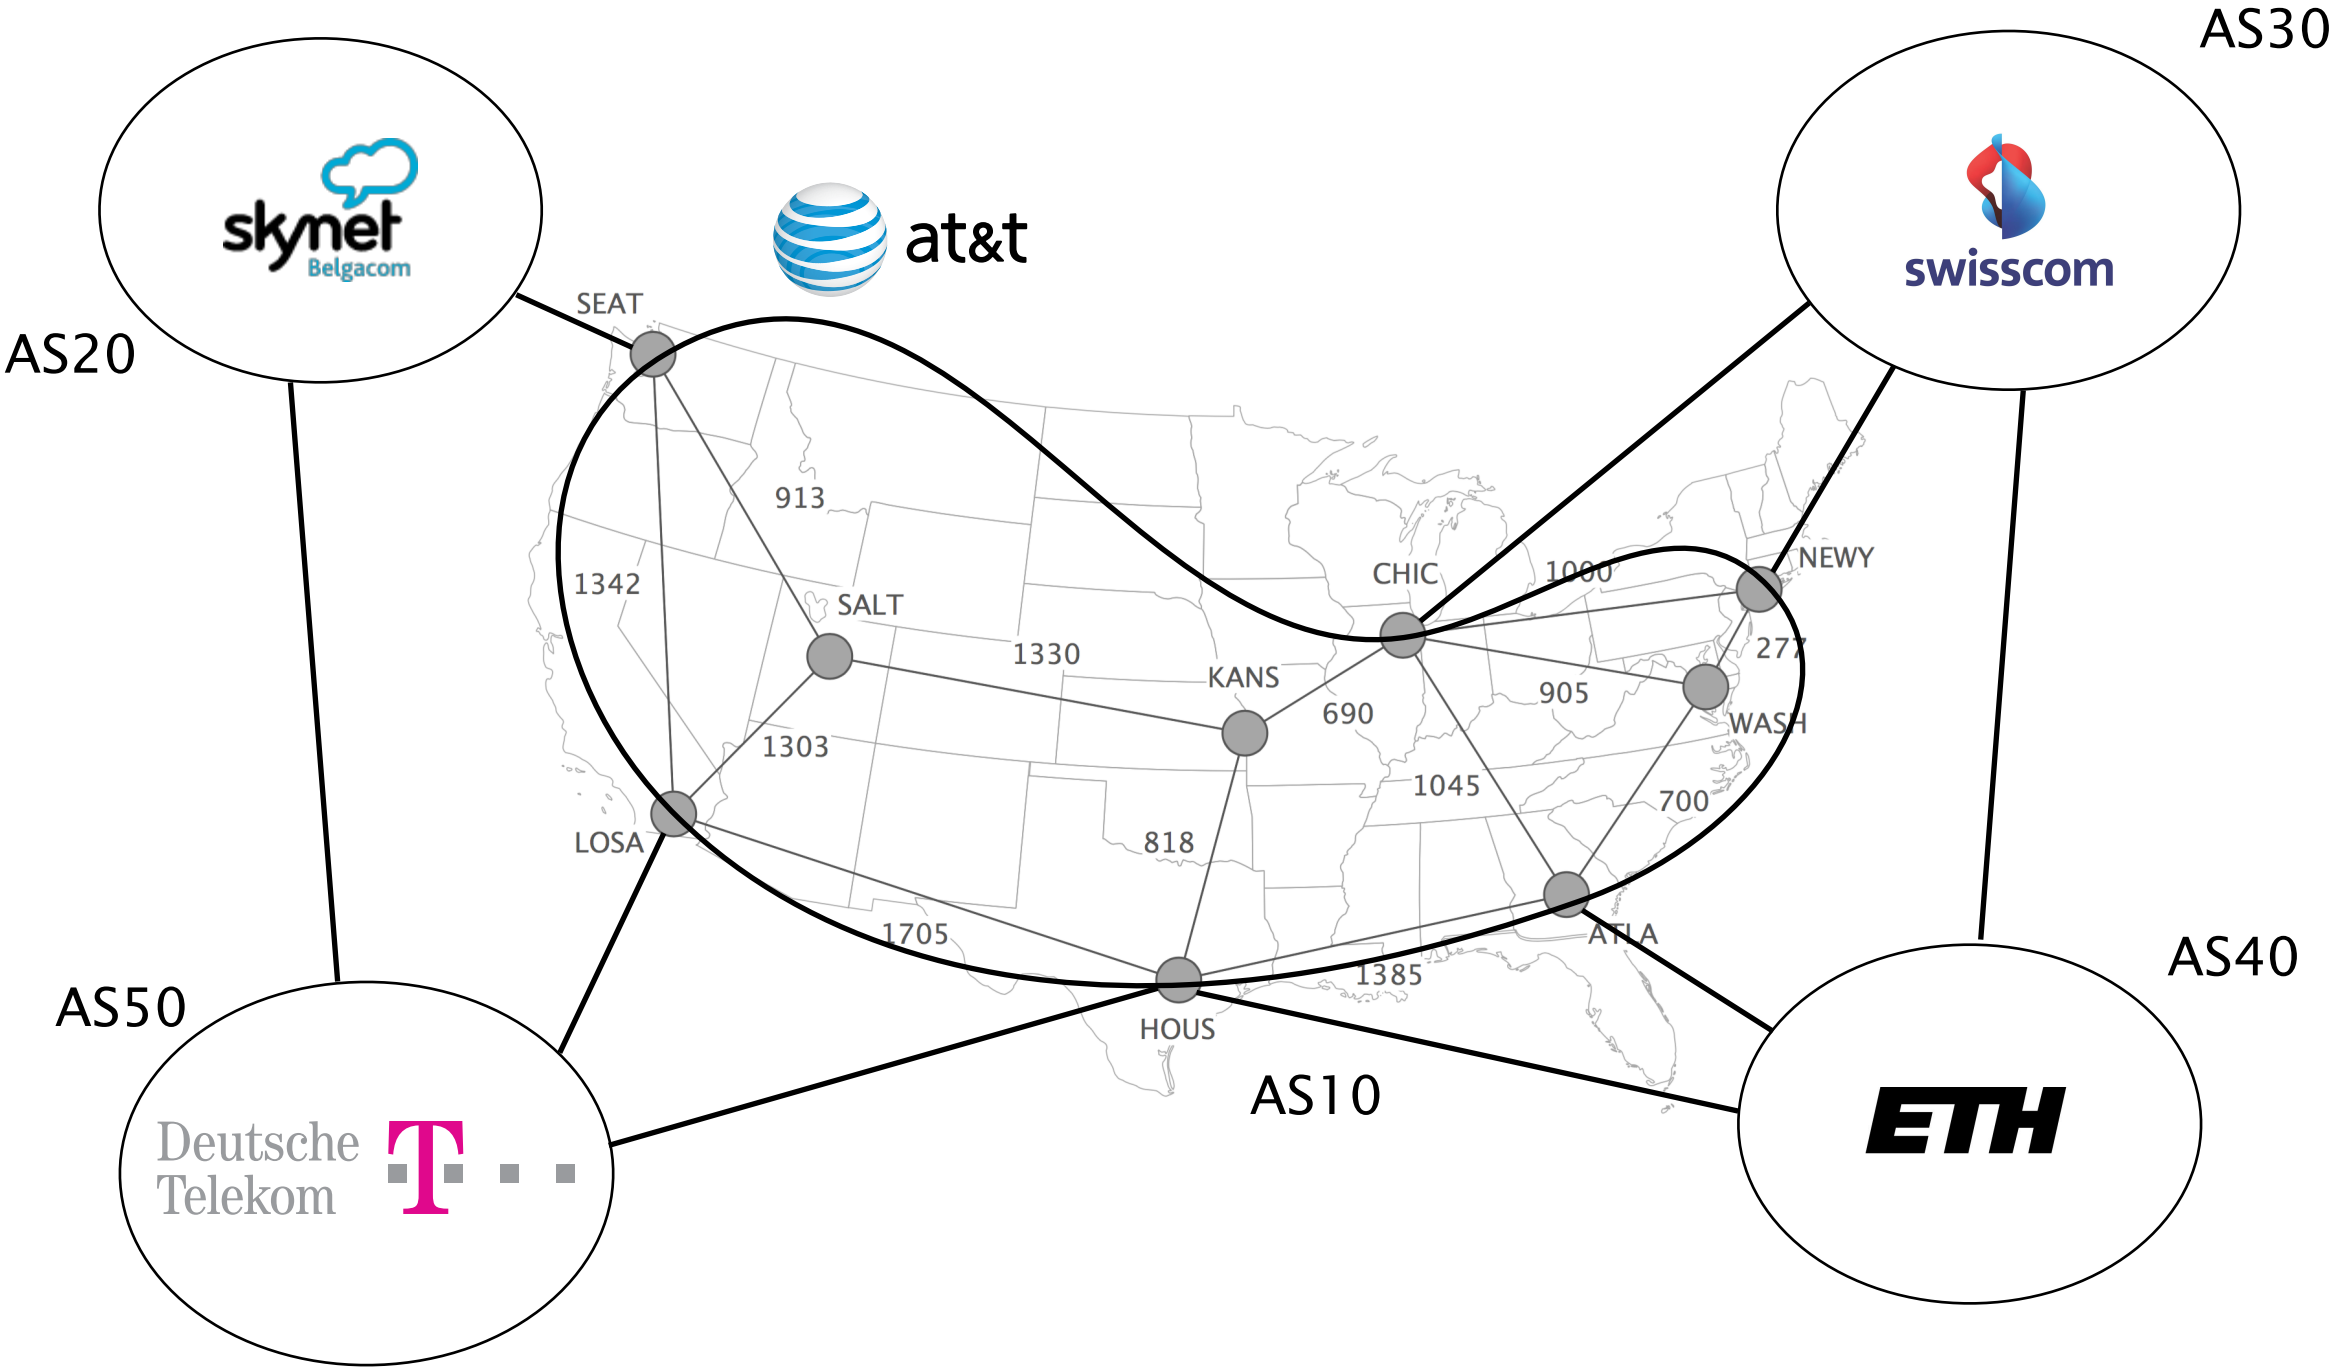 AS30
skynet
Belgacom
at&t
swisscom
SEAT
AS20
913
NEWY
CHIC
1000
1342
SALT
1330
277
KANS
905
690
WASH
1303
1045
700
LOSA
818
1705
ATLA
1385
AS40
AS50
HOUS
AS10
Deutsche
Telekom
T
ETH